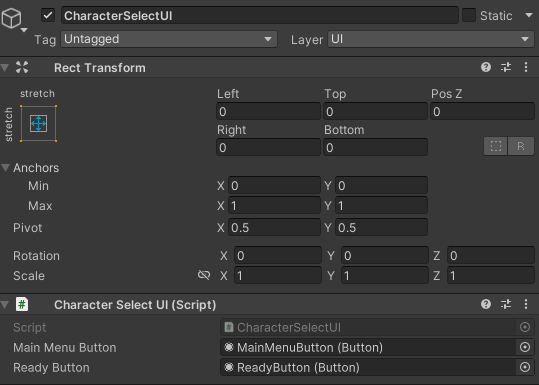 CharacterSelectUI Static
Tag Untagged Layer UI
Rect Transform
stretch
stretch
Left Top Pos Z
0 0 0
Right Bottom
0 0
R
Anchors
Min X 0 Y 0
Max X 1 Y 1
Pivot X 0.5 Y 0.5
Rotation X 0 Y 0 Z 0
Scale X 1 Y 1 Z 1
# Character Select UI (Script)
Script # CharacterSelectUI
Main Menu Button MainMenuButton (Button)
Ready Button ReadyButton (Button)